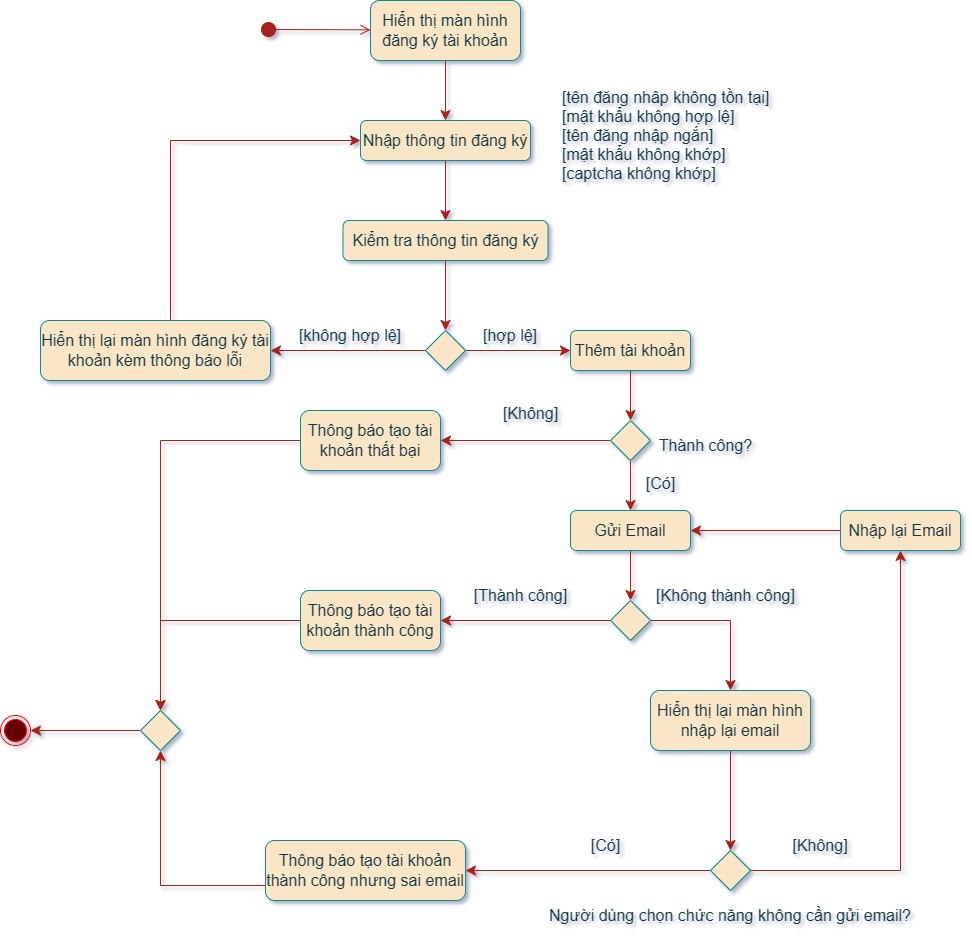 Hiển thị màn hình
đăng ký tài khoản
[tên đăng nhâp không tồn tại]
[mật khẩu không hợp lệ]
[tên đăng nhập ngắn]
[mật khẩu không khớp]
[captcha không khớp]
Nhập thông tin đăng ký
Kiểm tra thông tin đăng ký
[không hợp lệ]
[hợp lệ]
Hiển thị lại màn hình đăng ký tài
khoản kèm thông báo lỗi
Thêm tài khoản
[Không]
Thông báo tạo tài
khoản thất bại
Thành công?
[Có]
Gửi Email
Nhập lại Email
[Thành công]
[Không thành công]
Thông báo tạo tài
khoản thành công
Hiển thị lại màn hình
nhập lại email
[Có]
[Không]
Thông báo tạo tài khoản
thành công nhưng sai email
Người dùng chọn chức năng không cần gửi email?